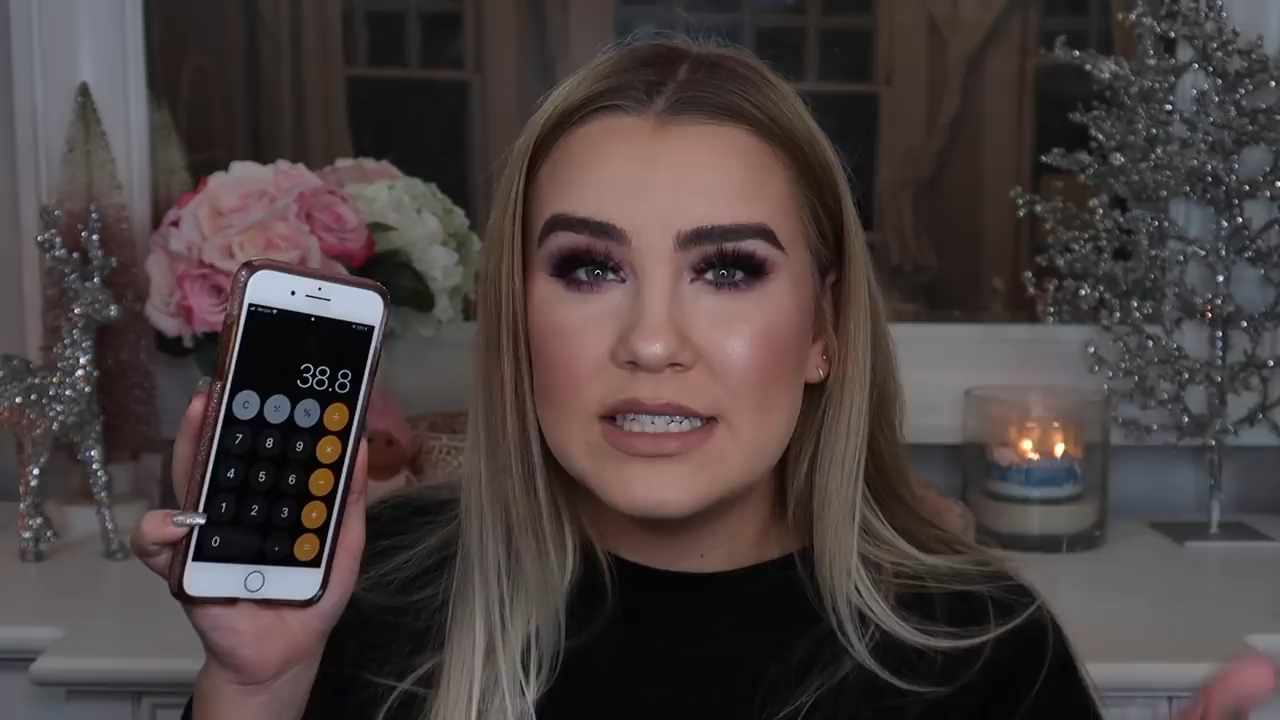 38.8
C ⁺∕₋ % ÷
7 8 9 ×
4 5 6 −
1 2 3 +
0 . =